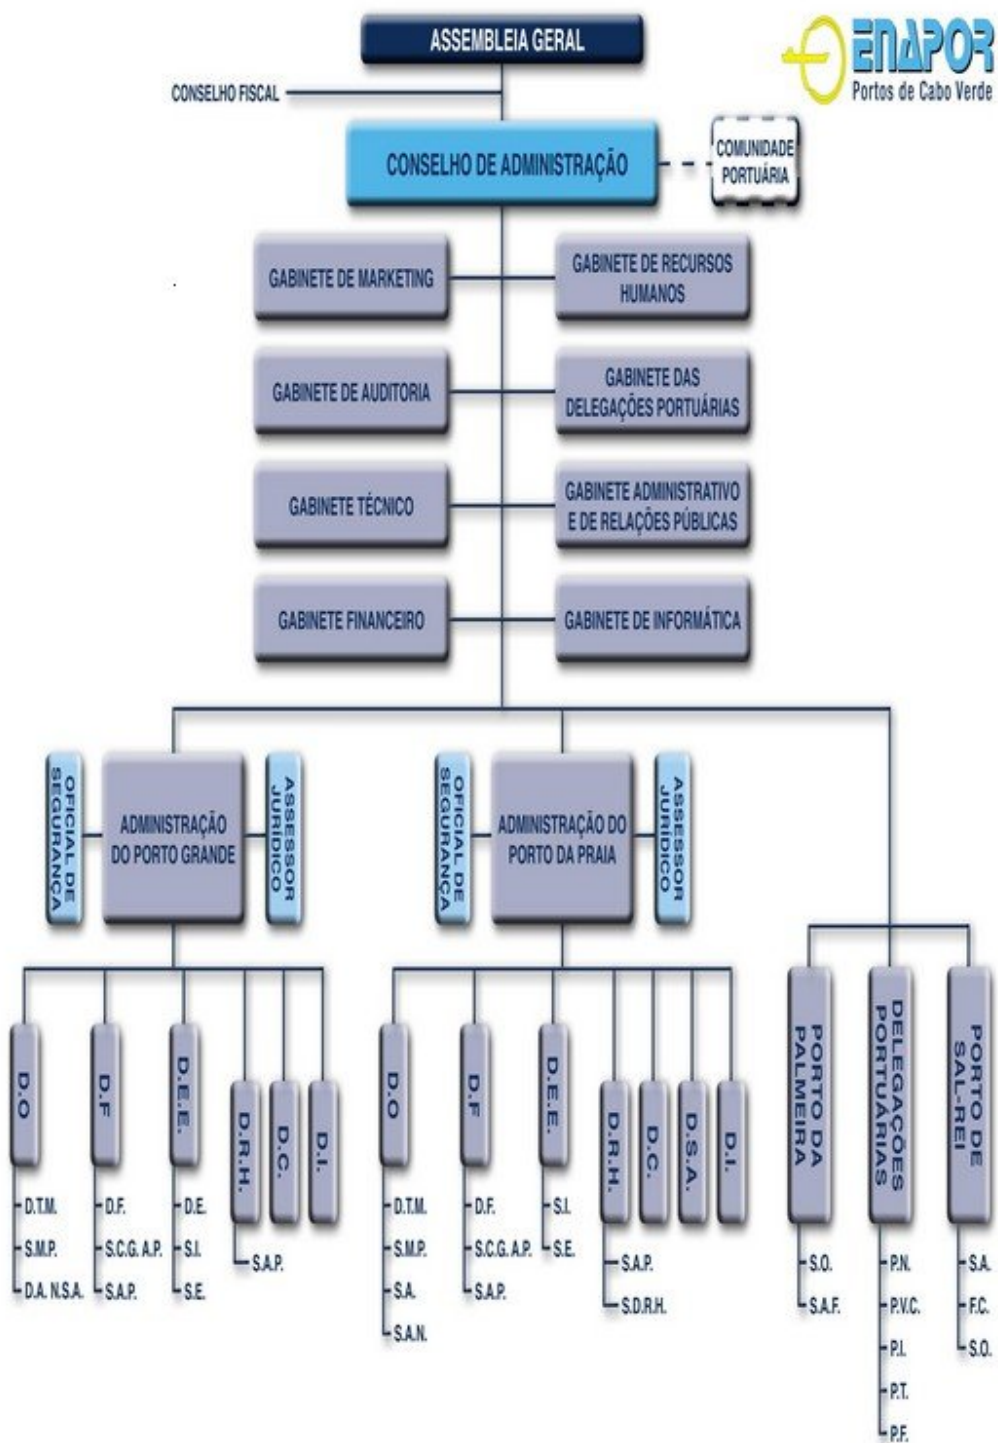 ASSEMBLEIA GERAL
ENAPOR
Portos de Cabo Verde
CONSELHO FISCAL
CONSELHO DE ADMINISTRAÇÃO
COMUNIDADE
PORTUÁRIA
GABINETE DE MARKETING
GABINETE DE RECURSOS
HUMANOS
GABINETE DE AUDITORIA
GABINETE DAS
DELEGAÇÕES PORTUÁRIAS
GABINETE TÉCNICO
GABINETE ADMINISTRATIVO
E DE RELAÇÕES PÚBLICAS
GABINETE FINANCEIRO
GABINETE DE INFORMÁTICA
OFICIAL DE
SEGURANÇA
ADMINISTRAÇÃO
DO PORTO GRANDE
ASSESSOR
JURÍDICO
OFICIAL DE
SEGURANÇA
ADMINISTRAÇÃO DO
PORTO DA PRAIA
ASSESSOR
JURÍDICO
D.O
D.T.M.
S.M.P.
D.A. N.S.A.
D.F
D.F.
S.C.G. A.P.
S.A.P.
D.E.E.
D.E.
S.I.
S.E.
D.R.H.
S.A.P.
D.C.
D.I.
D.O
D.T.M.
S.M.P.
S.A.
S.A.N.
D.F
D.F.
S.C.G. A.P.
S.A.P.
D.E.E.
S.I.
S.E.
D.R.H.
S.A.P.
S.D.R.H.
D.C.
D.S.A.
D.I.
PORTO DA
PALMEIRA
S.O.
S.A.F.
DELEGAÇÕES
PORTUÁRIAS
P.N.
P.V.C.
P.I.
P.T.
P.F.
PORTO DE
SAL-REI
S.A.
F.C.
S.O.